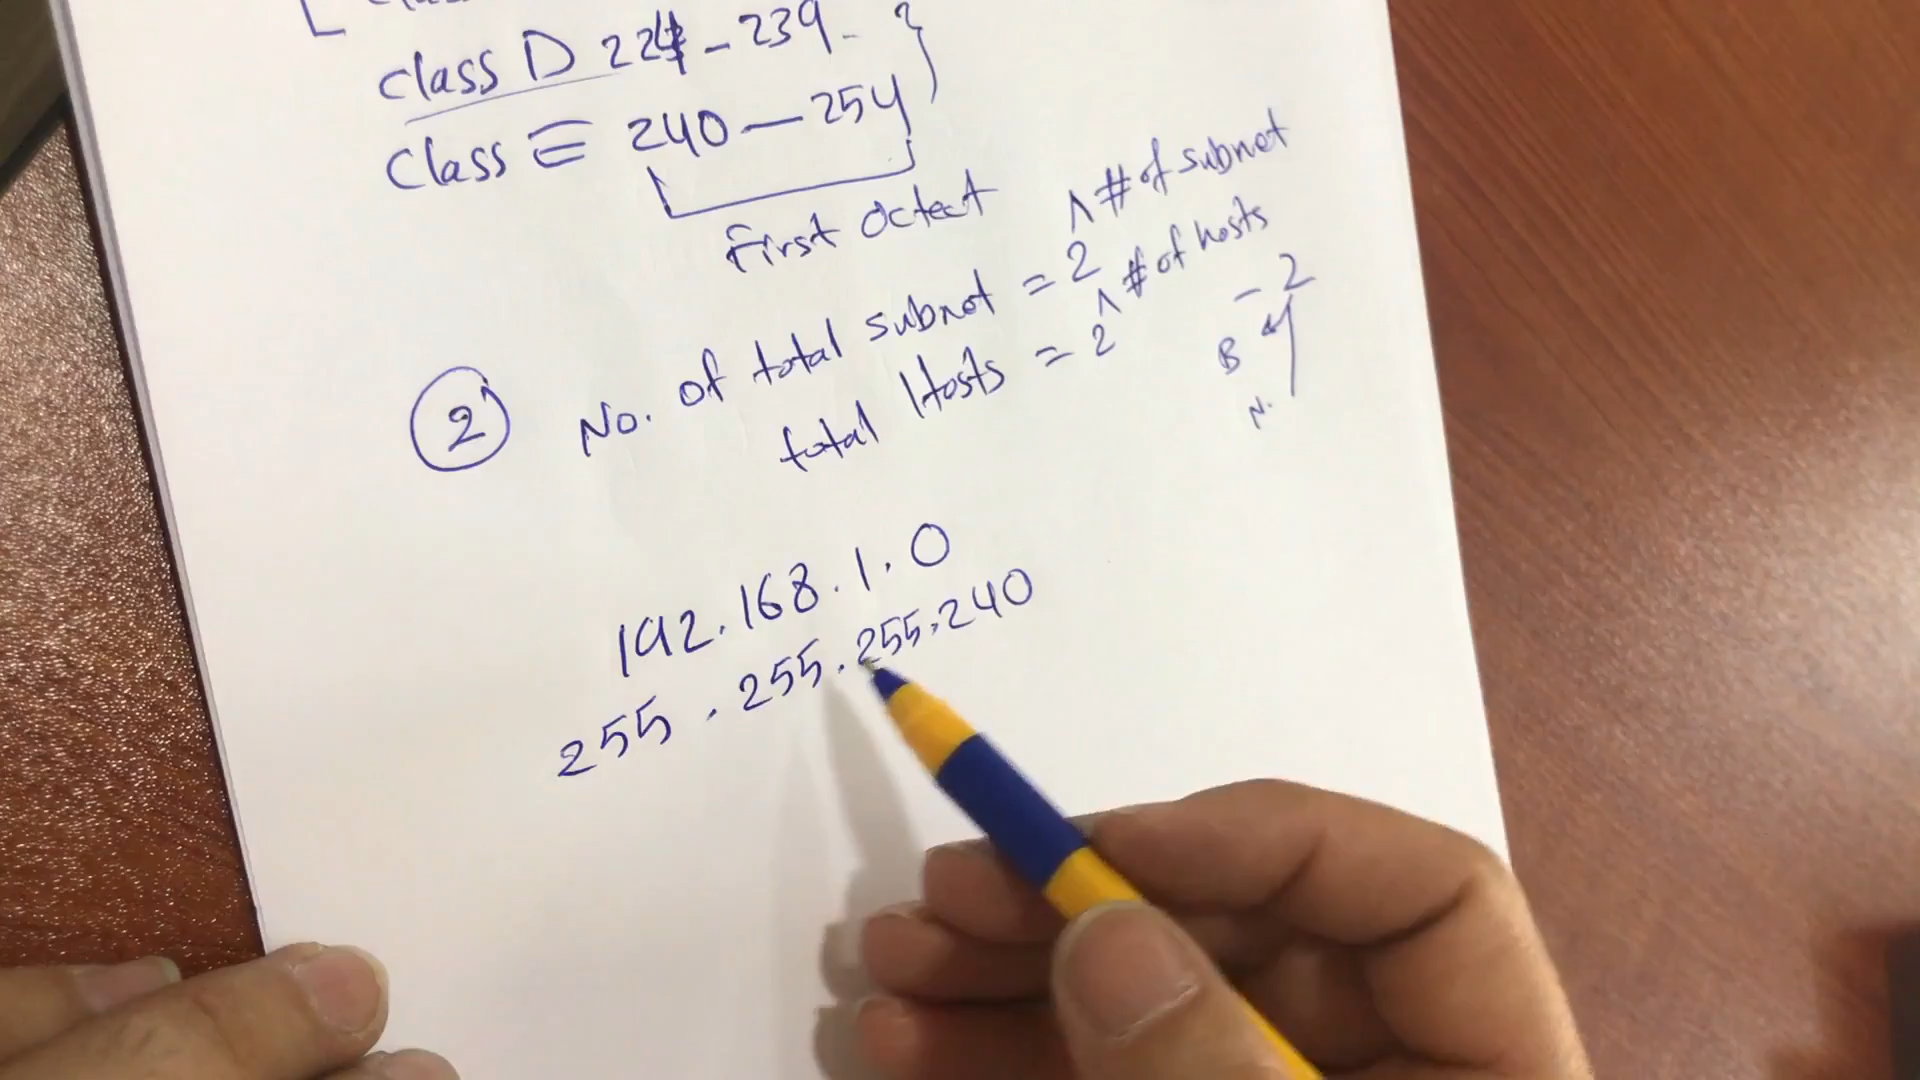 class D 224 - 239-
Class E 240 - 254
First Octect
No. of total subnet = 2 ^ # of subnet
total Hosts = 2 ^ # of hosts - 2
B
N.
2
192.168.1.0
255.255.255.240